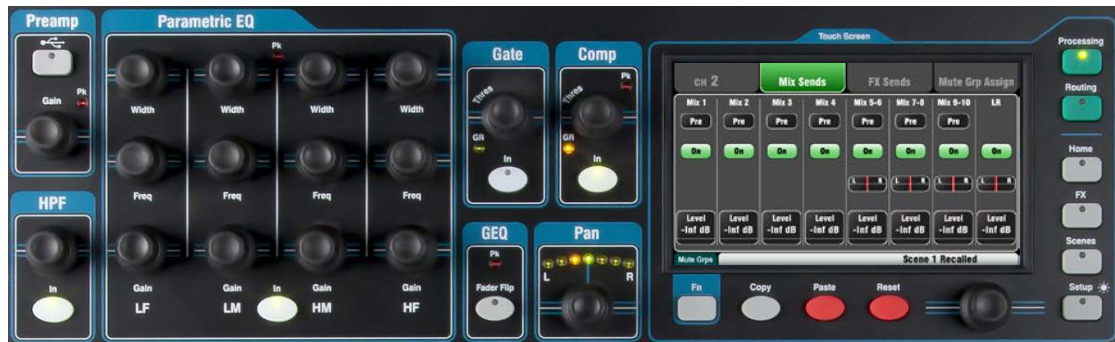 Preamp
Gain
Pk
HPF
In
Parametric EQ
Pk
Width Width Width Width
Freq Freq Freq Freq
Gain Gain In Gain Gain
LF LM HM HF
Gate
Thres
GR
In
Comp
Pk
Thres
GR
In
GEQ
Pk
Fader Flip
Pan
L R
Touch Screen
CH 2 Mix Sends FX Sends Mute Grp Assign
Mix 1 Mix 2 Mix 3 Mix 4 Mix 5-6 Mix 7-8 Mix 9-10 LR
Pre Pre Pre Pre Pre Pre Pre
On On On On On On On On
L R L R L R L R
Level Level Level Level Level Level Level Level
-Inf dB -Inf dB -Inf dB -Inf dB -Inf dB -Inf dB -Inf dB -Inf dB
Mute Grps Scene 1 Recalled
Fn Copy Paste Reset
Processing
Routing
Home
FX
Scenes
Setup